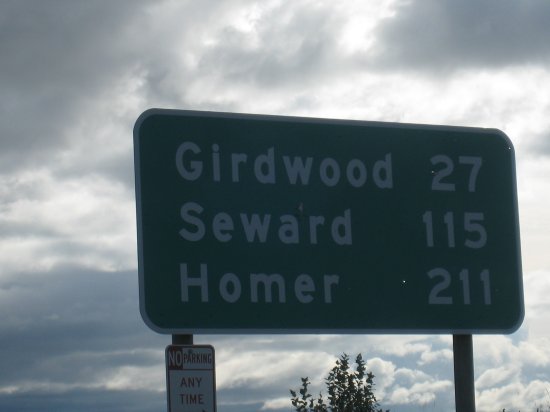 Girdwood 27
Seward 115
Homer 211
NO PARKING
ANY
TIME